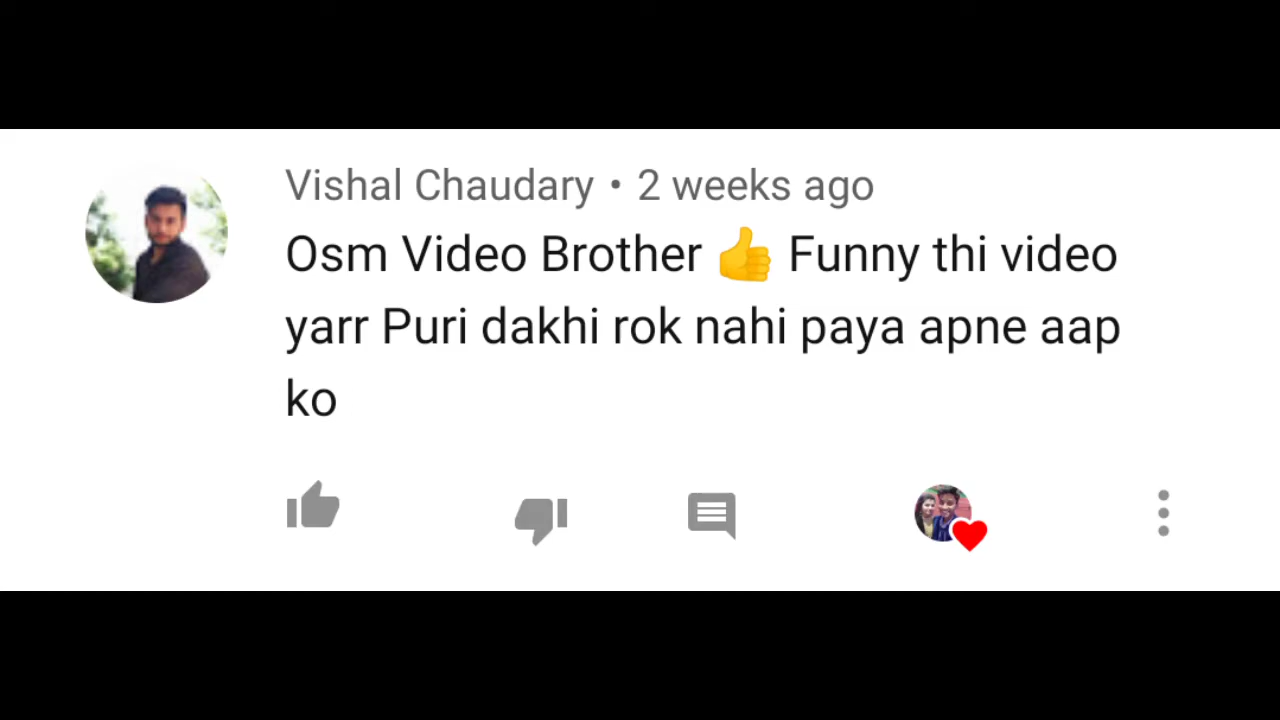 Vishal Chaudary • 2 weeks ago
Osm Video Brother 👍 Funny thi video
yarr Puri dakhi rok nahi paya apne aap
ko